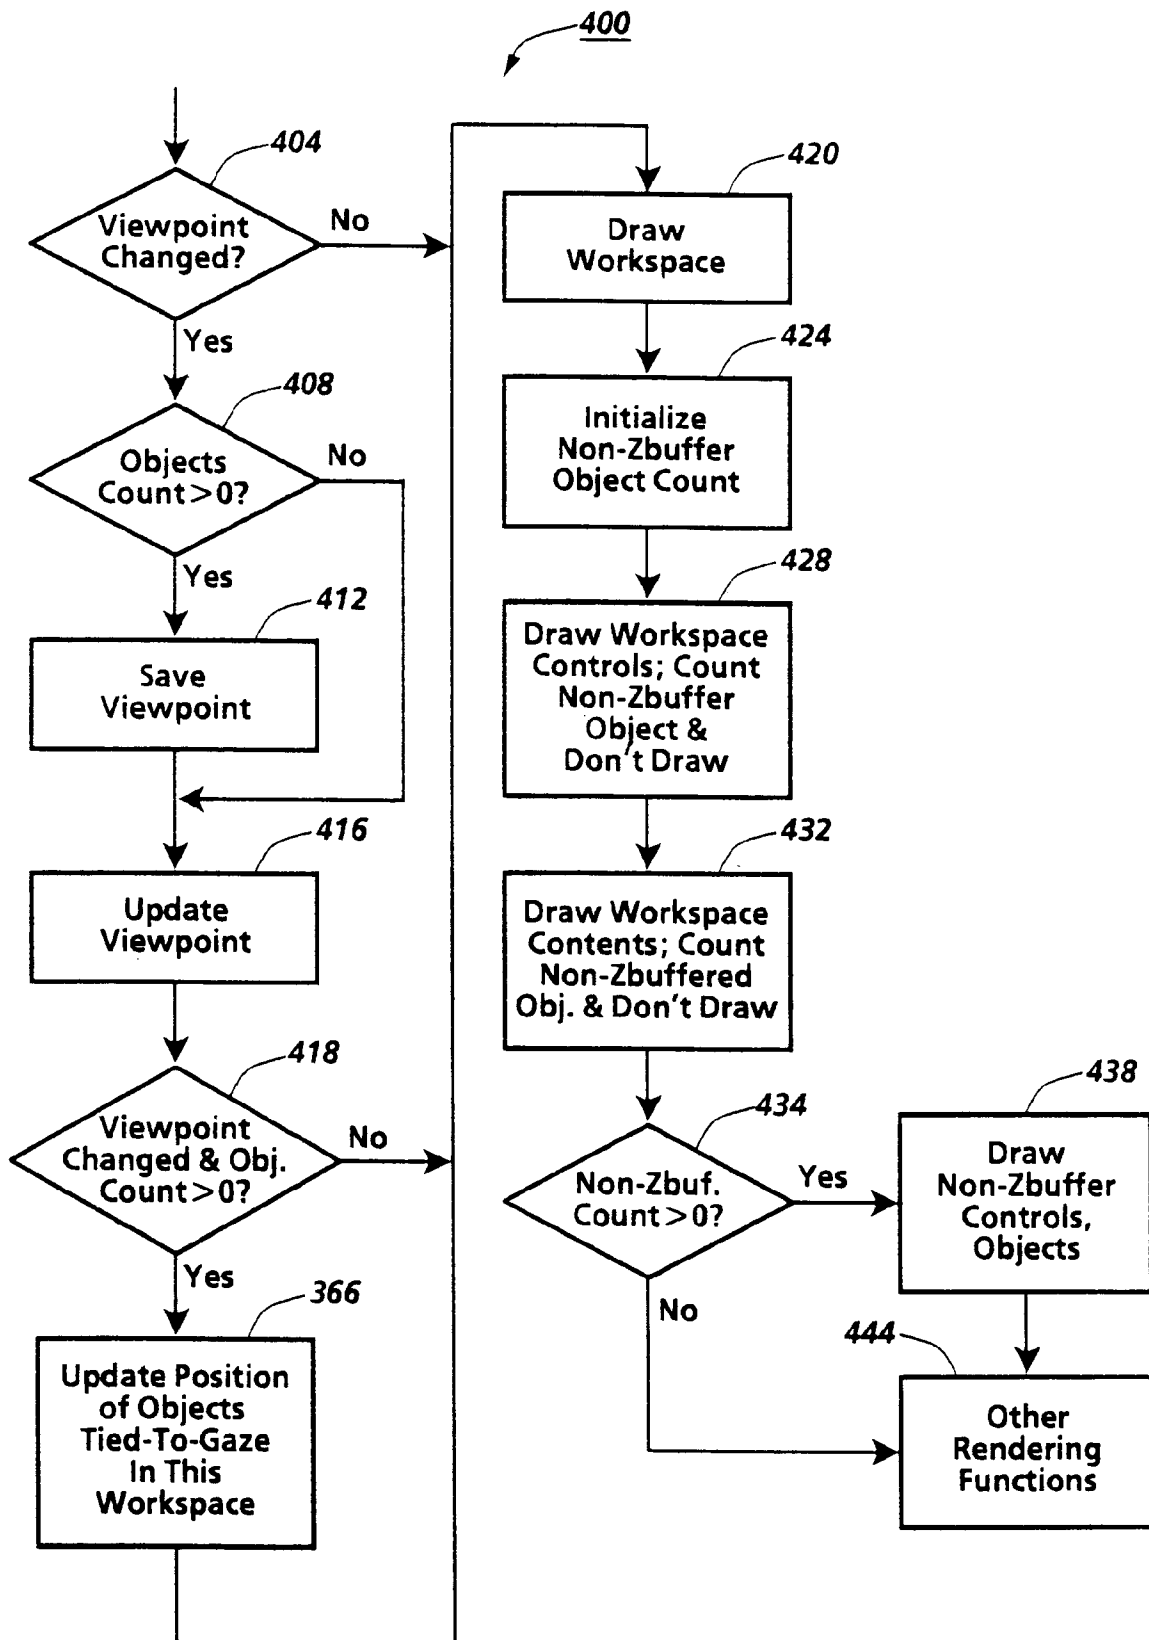 400
404
Viewpoint
Changed?
No
Yes
408
Objects
Count>0?
No
Yes
412
Save
Viewpoint
416
Update
Viewpoint
418
Viewpoint
Changed & Obj.
Count>0?
No
Yes
366
Update Position
of Objects
Tied-To-Gaze
In This
Workspace
420
Draw
Workspace
424
Initialize
Non-Zbuffer
Object Count
428
Draw Workspace
Controls; Count
Non-Zbuffer
Object &
Don't Draw
432
Draw Workspace
Contents; Count
Non-Zbuffered
Obj. & Don't Draw
434
Non-Zbuf.
Count>0?
Yes
No
438
Draw
Non-Zbuffer
Controls,
Objects
444
Other
Rendering
Functions